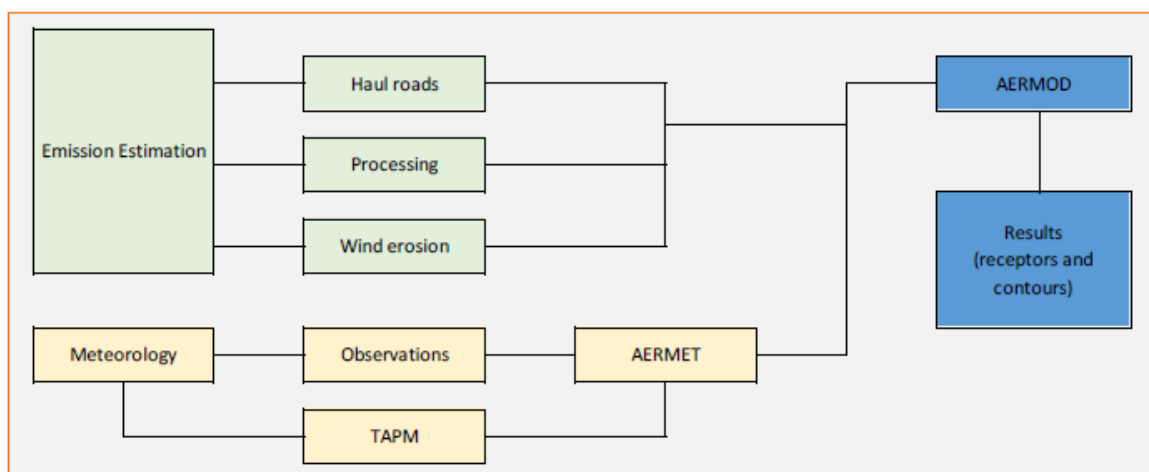 Emission Estimation
Haul roads
Processing
Wind erosion
AERMOD
Results
(receptors and
contours)
Meteorology
Observations
AERMET
TAPM